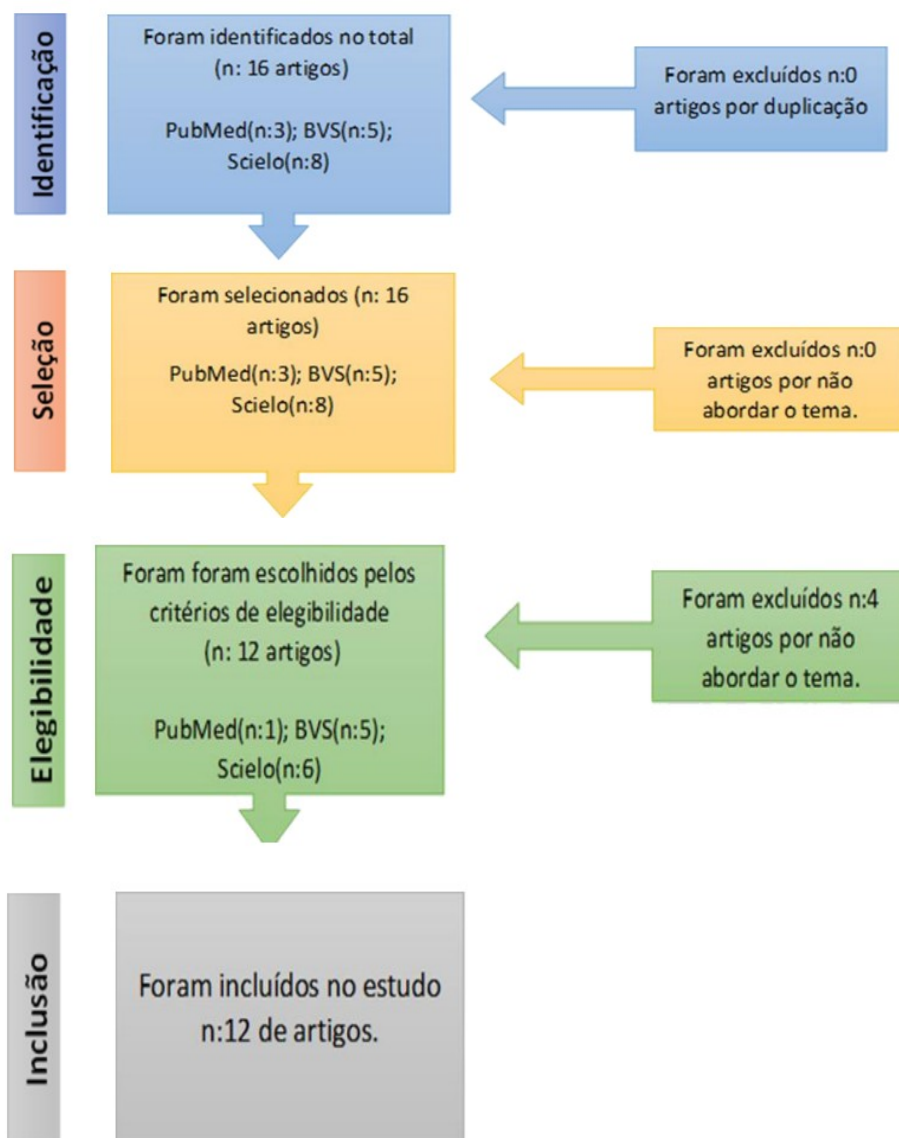 Identificação
Foram identificados no total
(n: 16 artigos)
PubMed(n:3); BVS(n:5);
Scielo(n:8)
Foram excluídos n:0
artigos por duplicação
Seleção
Foram selecionados (n: 16
artigos)
PubMed(n:3); BVS(n:5);
Scielo(n:8)
Foram excluídos n:0
artigos por não
abordar o tema.
Elegibilidade
Foram foram escolhidos pelos
critérios de elegibilidade
(n: 12 artigos)
PubMed(n:1); BVS(n:5);
Scielo(n:6)
Foram excluídos n:4
artigos por não
abordar o tema.
Inclusão
Foram incluídos no estudo
n:12 de artigos.